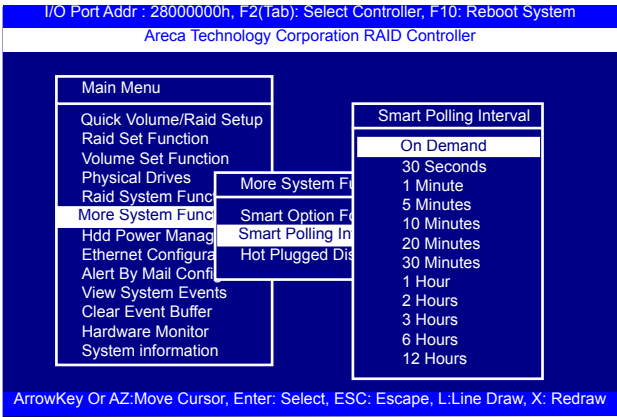 I/O Port Addr : 28000000h, F2(Tab): Select Controller, F10: Reboot System
Areca Technology Corporation RAID Controller
Main Menu
Quick Volume/Raid Setup
Raid Set Function
Volume Set Function
Physical Drives
Raid System Funct
More System Funct
Hdd Power Manag
Ethernet Configura
Alert By Mail Config
View System Events
Clear Event Buffer
Hardware Monitor
System information
More System Fu
Smart Option Fo
Smart Polling Int
Hot Plugged Dis
Smart Polling Interval
On Demand
30 Seconds
1 Minute
5 Minutes
10 Minutes
20 Minutes
30 Minutes
1 Hour
2 Hours
3 Hours
6 Hours
12 Hours
ArrowKey Or AZ:Move Cursor, Enter: Select, ESC: Escape, L:Line Draw, X: Redraw